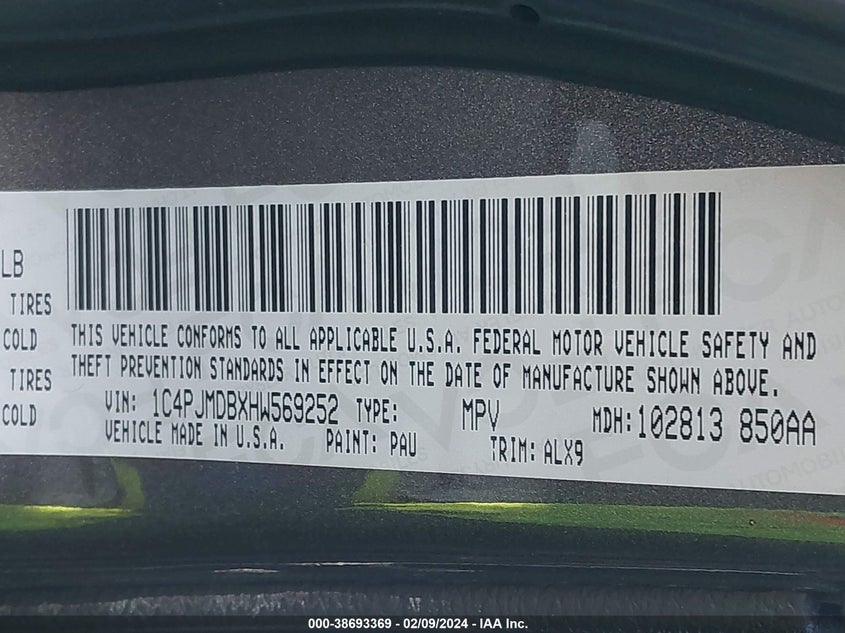 LB
TIRES
COLD
TIRES
COLD
THIS VEHICLE CONFORMS TO ALL APPLICABLE U.S.A. FEDERAL MOTOR VEHICLE SAFETY AND
THEFT PREVENTION STANDARDS IN EFFECT ON THE DATE OF MANUFACTURE SHOWN ABOVE.
VIN: 1C4PJMDBXHW569252 TYPE: MPV MDH: 102813 850AA
VEHICLE MADE IN U.S.A. PAINT: PAU TRIM: ALX9
000-38693369 - 02/09/2024 - IAA Inc.